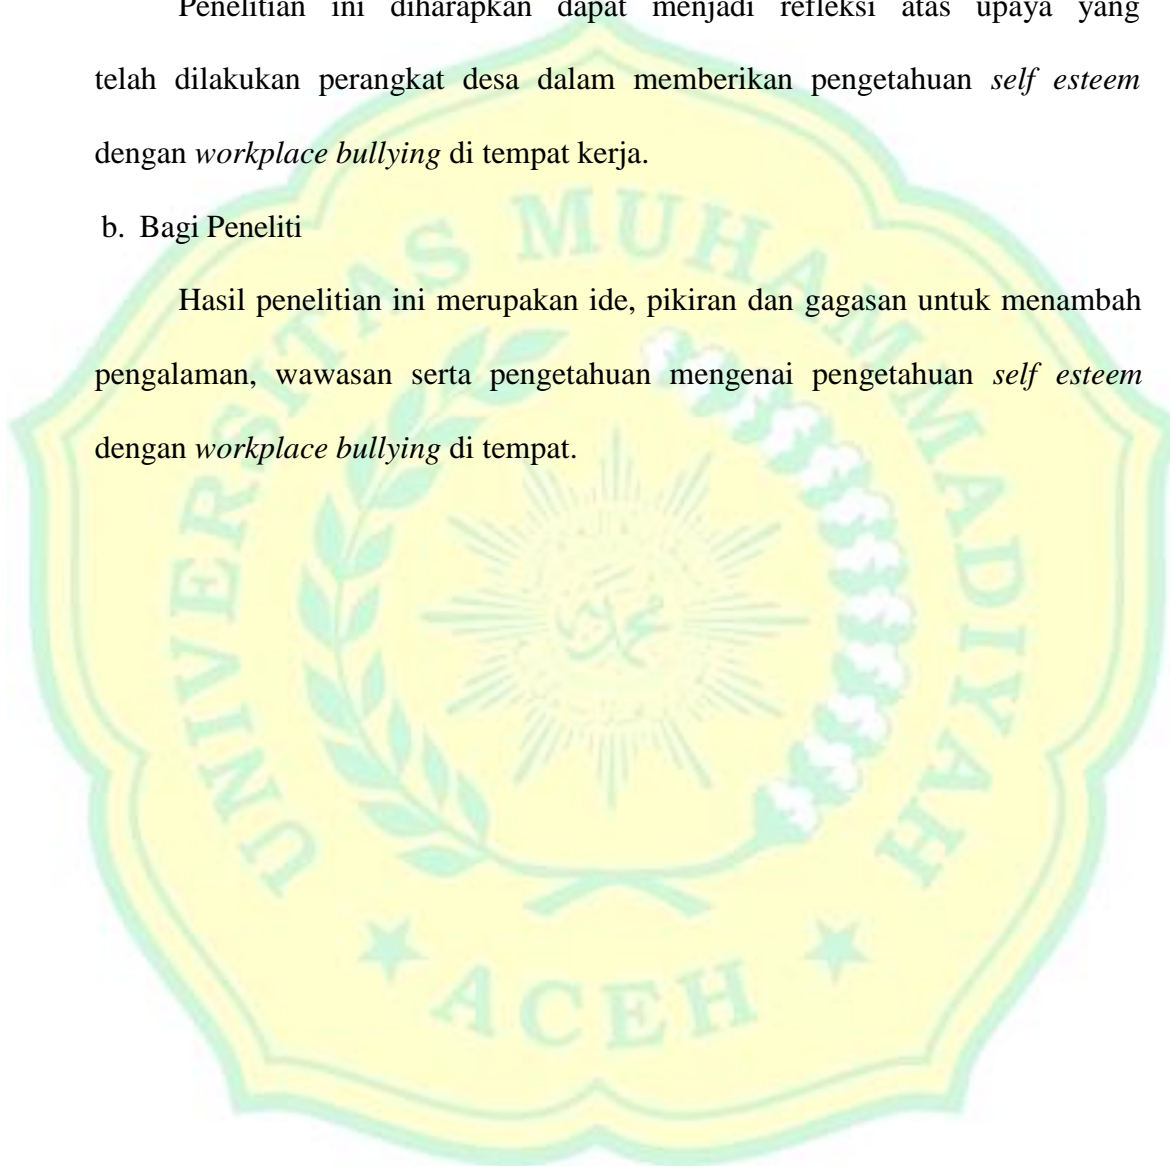 Penelitian ini diharapkan dapat menjadi refleksi atas upaya yang
telah dilakukan perangkat desa dalam memberikan pengetahuan self esteem
dengan workplace bullying di tempat kerja.
b. Bagi Peneliti
Hasil penelitian ini merupakan ide, pikiran dan gagasan untuk menambah
pengalaman, wawasan serta pengetahuan mengenai pengetahuan self esteem
dengan workplace bullying di tempat.
UNIVERSITAS MUHAMMADIYAH
ACEH